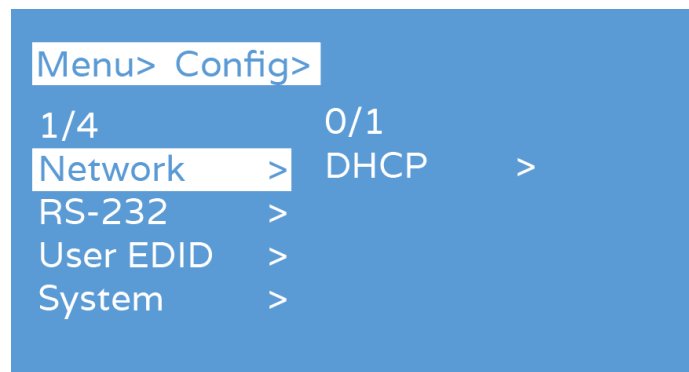 Menu> Config>
1/4 0/1
Network > DHCP >
RS-232 >
User EDID >
System >